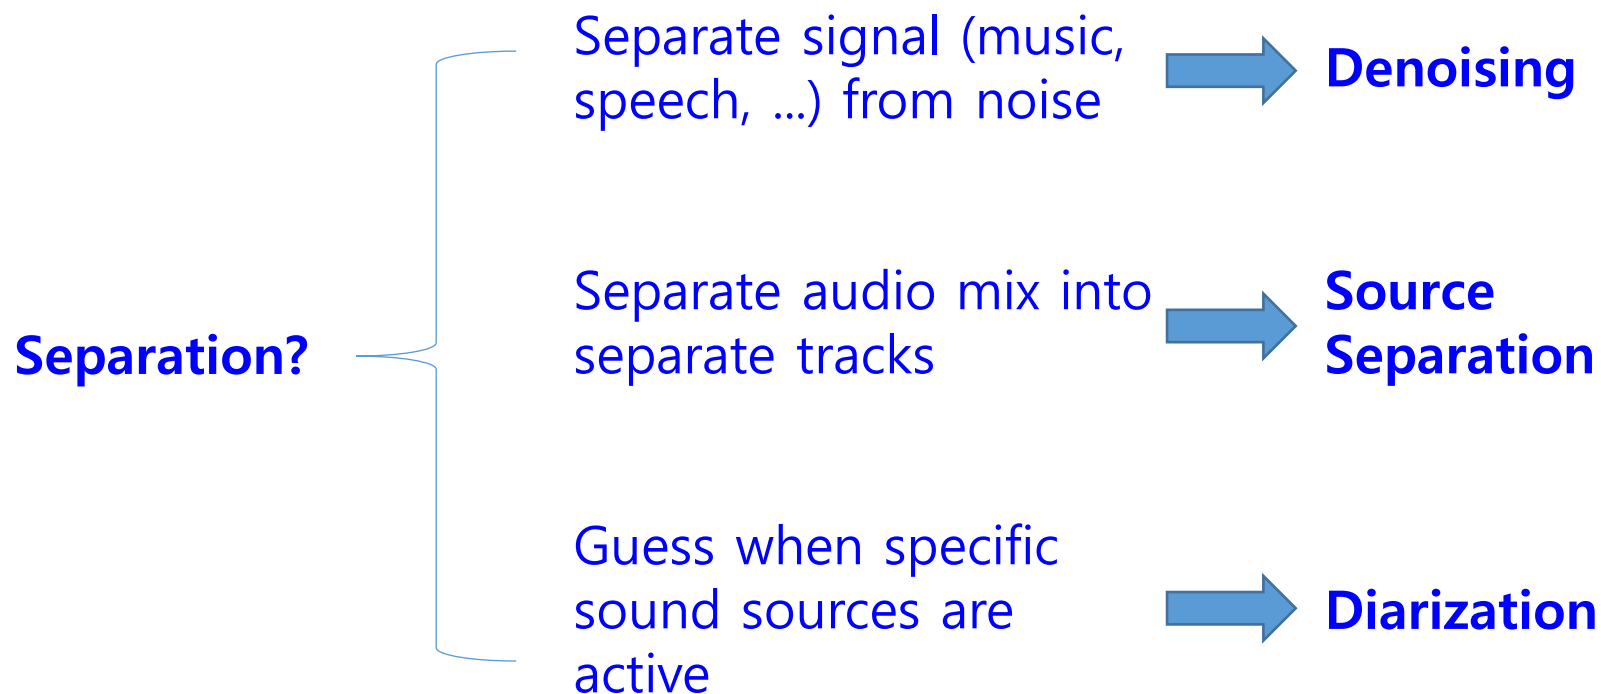 Separation?
Separate signal (music,
speech, ...) from noise
Denoising
Separate audio mix into
separate tracks
Source
Separation
Guess when specific
sound sources are
active
Diarization